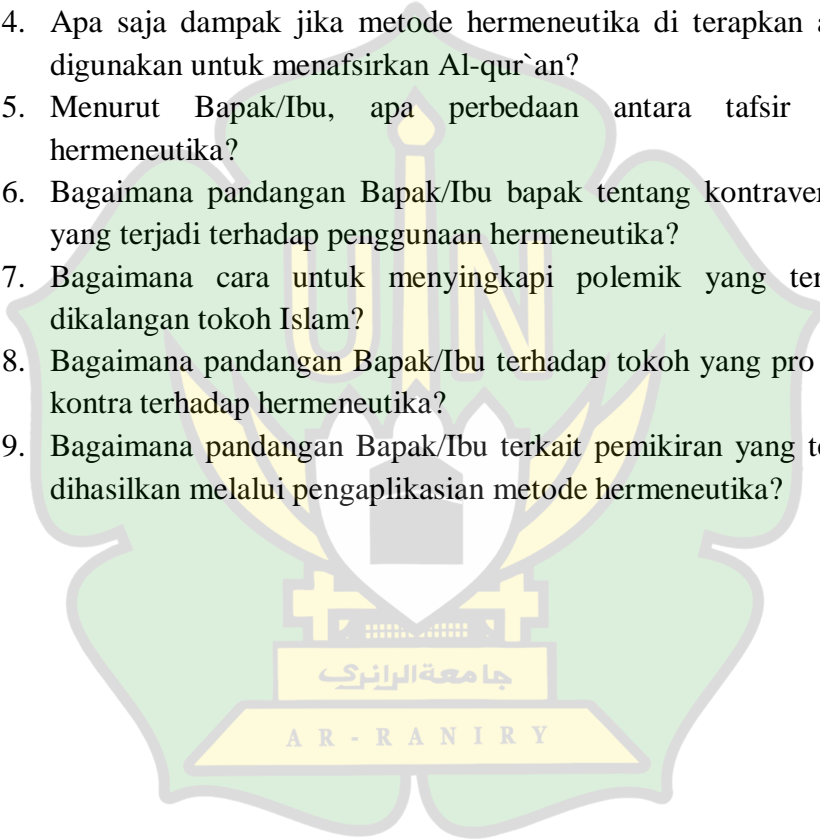 4. Apa saja dampak jika metode hermeneutika di terapkan
digunakan untuk menafsirkan Al-qur`an?
5. Menurut Bapak/Ibu, apa perbedaan antara tafsir
hermeneutika?
6. Bagaimana pandangan Bapak/Ibu bapak tentang
yang terjadi terhadap penggunaan hermeneutika?
7. Bagaimana cara untuk menyingkapi polemik yang
dikalangan tokoh Islam?
8. Bagaimana pandangan Bapak/Ibu terhadap tokoh yang pro
kontra terhadap hermeneutika?
9. Bagaimana pandangan Bapak/Ibu terkait pemikiran yang
dihasilkan melalui pengaplikasian metode hermeneutika?
UIN
جامعة الرانري
AR-RANIRY